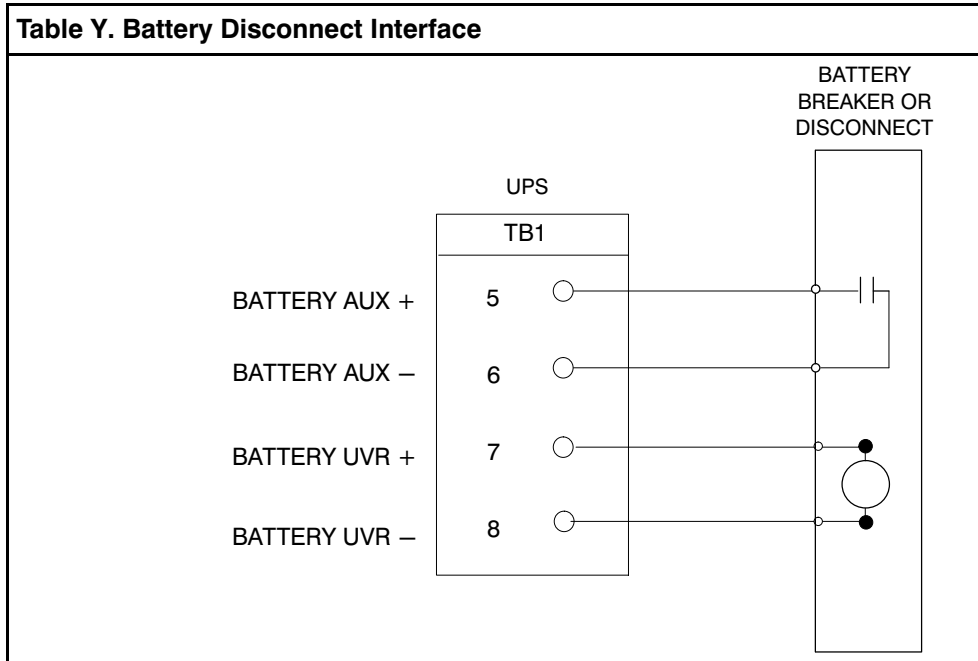 Table Y. Battery Disconnect Interface
BATTERY
BREAKER OR
DISCONNECT
UPS
TB1
BATTERY AUX + 5
BATTERY AUX − 6
BATTERY UVR + 7
BATTERY UVR − 8